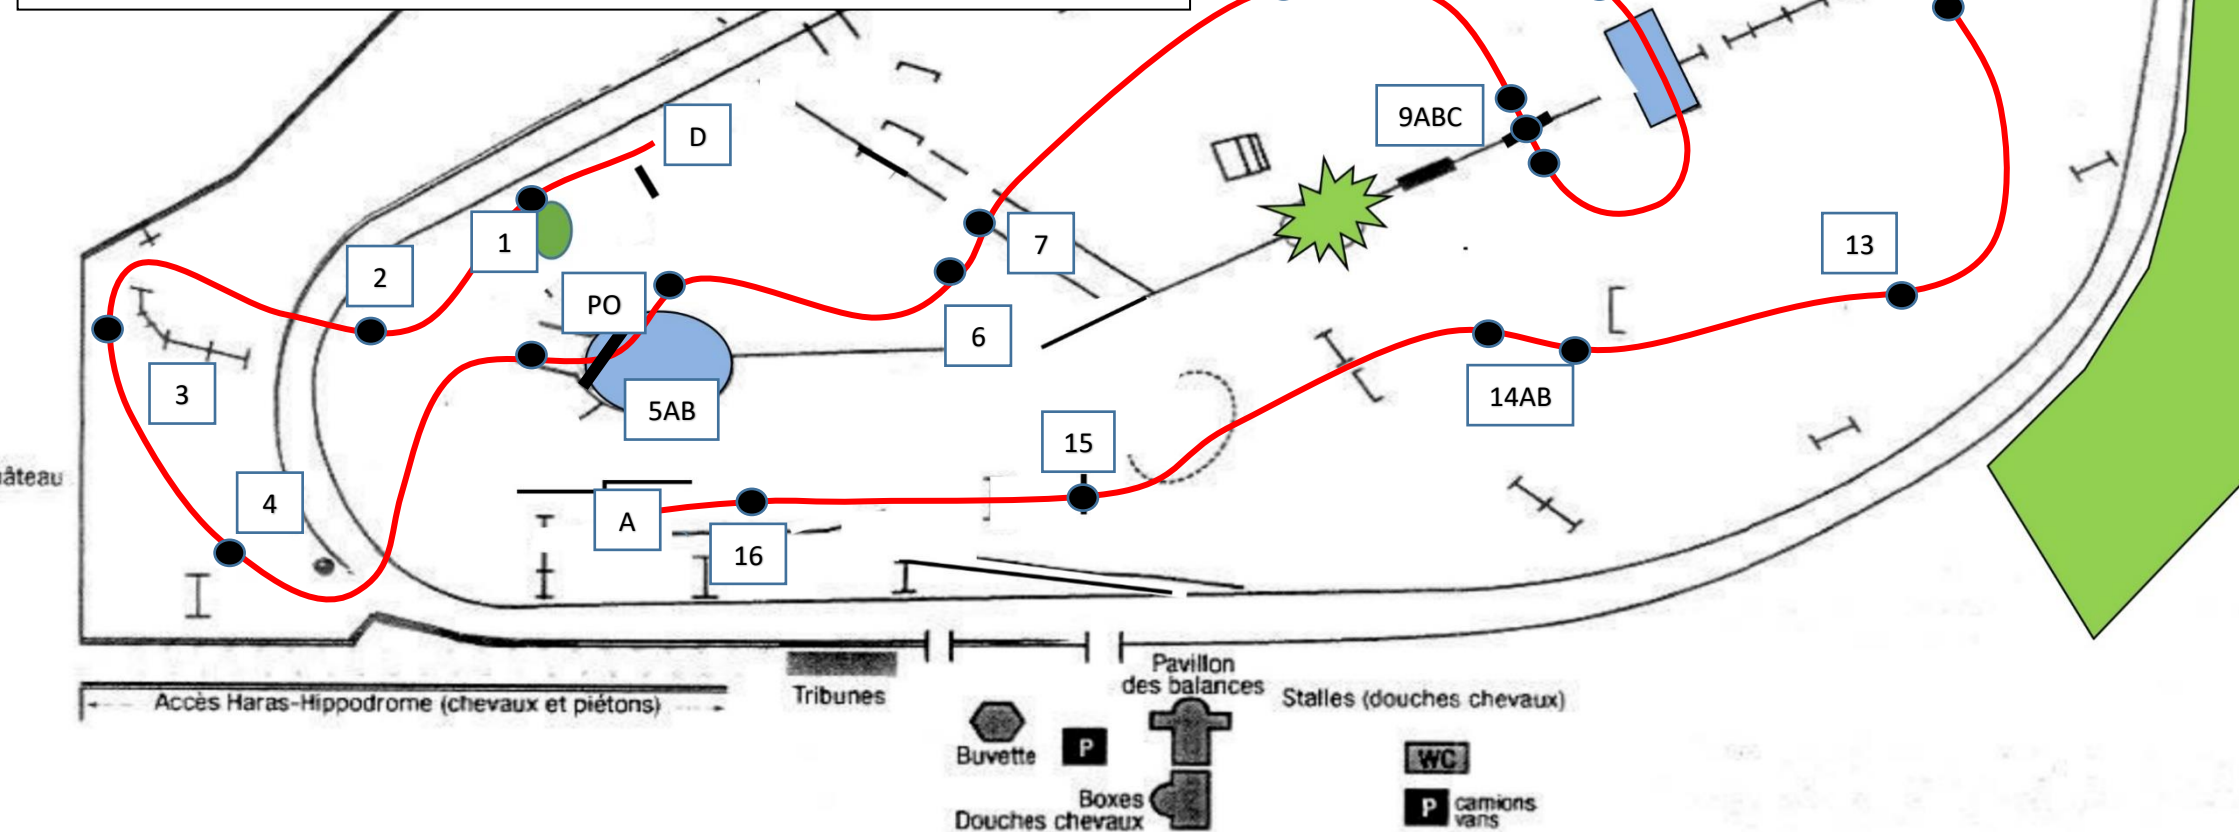 D
9ABC
1
7
13
2
PO
6
3
5AB
14AB
15
4
A
16
Pavillon
des balances
Tribunes
Accès Haras-Hippodrome (chevaux et piétons)
Stalles (douches chevaux)
Buvette
P
WC
Boxes
Douches chevaux
P
camions
vans